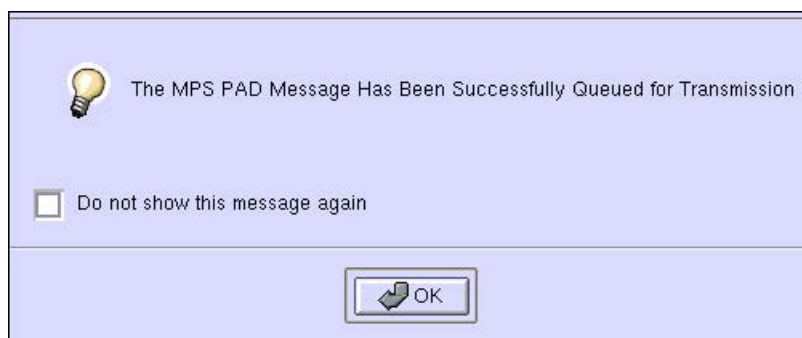 The MPS PAD Message Has Been Successfully Queued for Transmission
Do not show this message again
OK